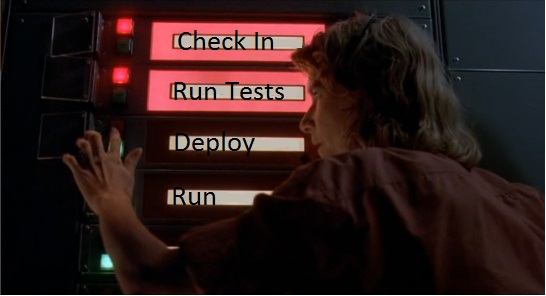 Check In
Run Tests
Deploy
Run